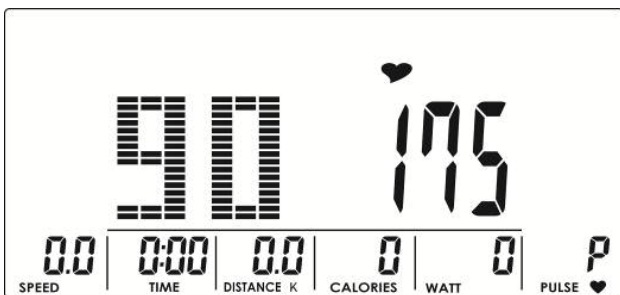 90 175
0.0 0:00 0.0 0 0 P
SPEED TIME DISTANCE K CALORIES WATT PULSE